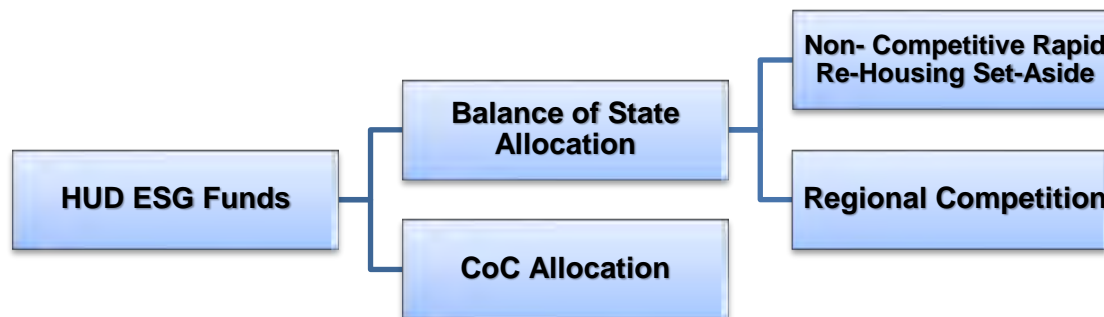 Non- Competitive Rapid
Re-Housing Set-Aside
Balance of State
Allocation
HUD ESG Funds
Regional Competition
CoC Allocation